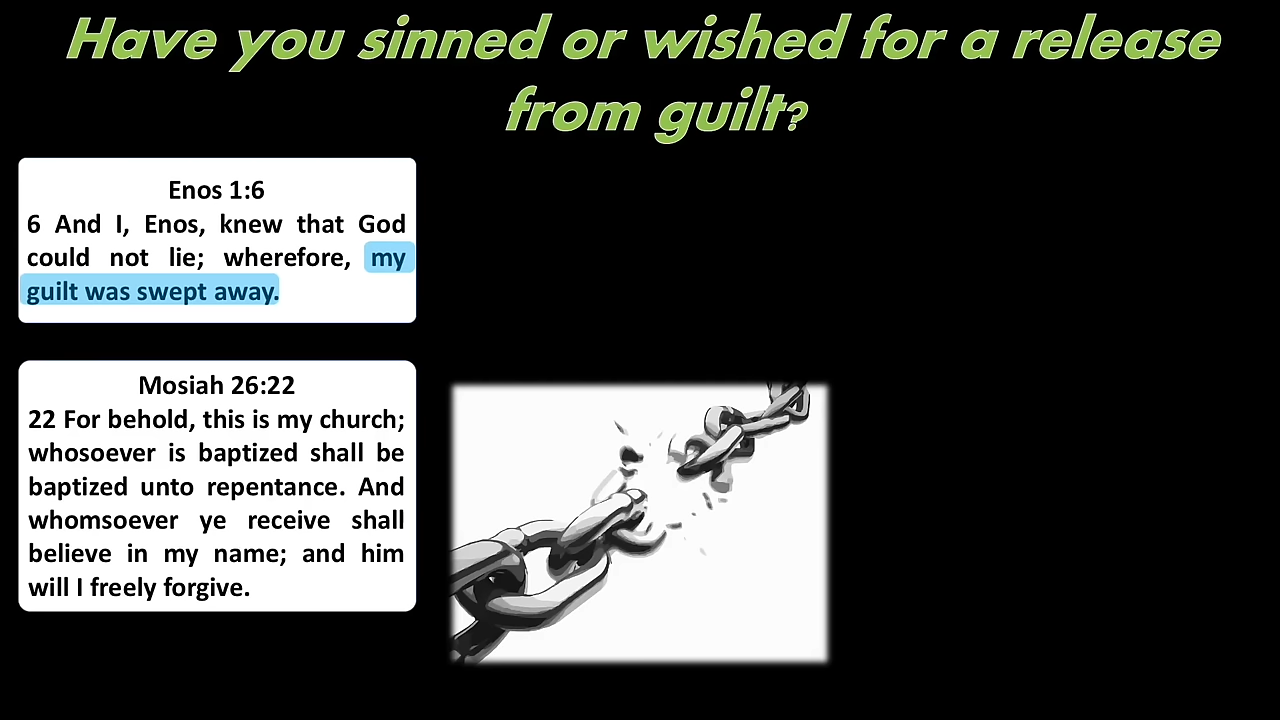 Have you sinned or wished for a release
from guilt?
Enos 1:6
6 And I, Enos, knew that God
could not lie; wherefore, my
guilt was swept away.
Mosiah 26:22
22 For behold, this is my church;
whosoever is baptized shall be
baptized unto repentance. And
whomsoever ye receive shall
believe in my name; and him
will I freely forgive.